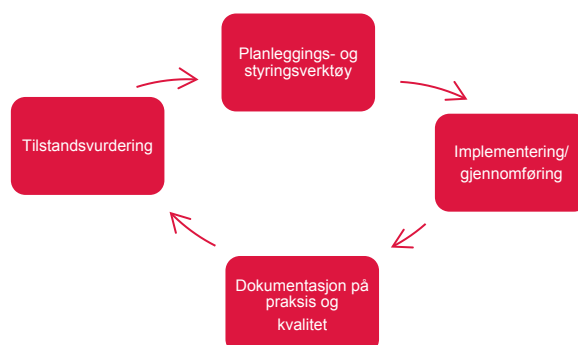 Planleggings- og
styringsverktøy
Tilstandsvurdering
Implementering/
gjennomføring
Dokumentasjon på
praksis og
kvalitet